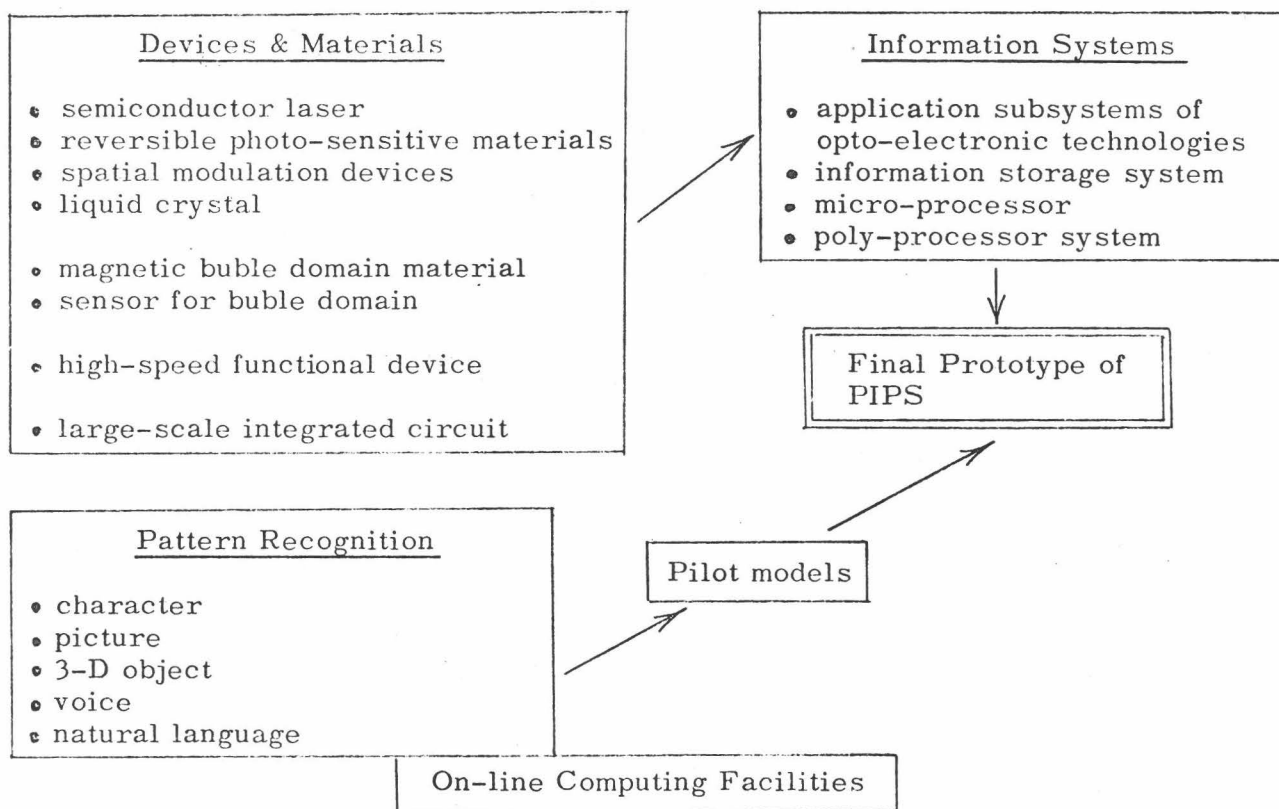 Devices & Materials
• semiconductor laser
• reversible photo-sensitive materials
• spatial modulation devices
• liquid crystal
• magnetic buble domain material
• sensor for buble domain
• high-speed functional device
• large-scale integrated circuit
Information Systems
• application subsystems of
opto-electronic technologies
• information storage system
• micro-processor
• poly-processor system
Final Prototype of
PIPS
Pattern Recognition
• character
• picture
• 3-D object
• voice
• natural language
Pilot models
On-line Computing Facilities